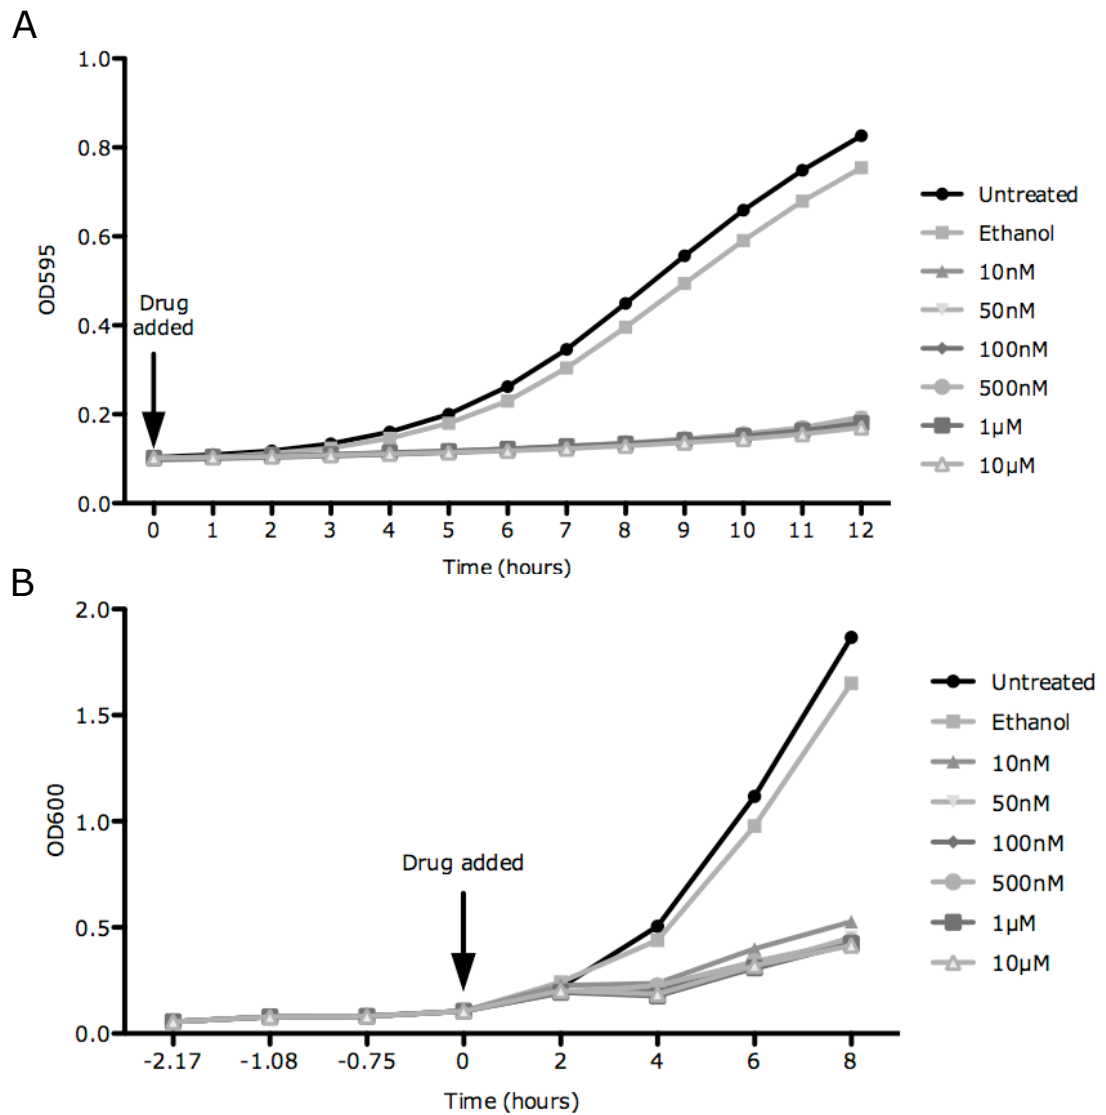 A
1.0
0.8
0.6
0.4
0.2
0.0
OD595
Drug
added
0 1 2 3 4 5 6 7 8 9 10 11 12
Time (hours)
Untreated
Ethanol
10nM
50nM
100nM
500nM
1µM
10µM
B
2.0
1.5
1.0
0.5
0.0
OD600
Drug added
-2.17 -1.08 -0.75 0 2 4 6 8
Time (hours)
Untreated
Ethanol
10nM
50nM
100nM
500nM
1µM
10µM